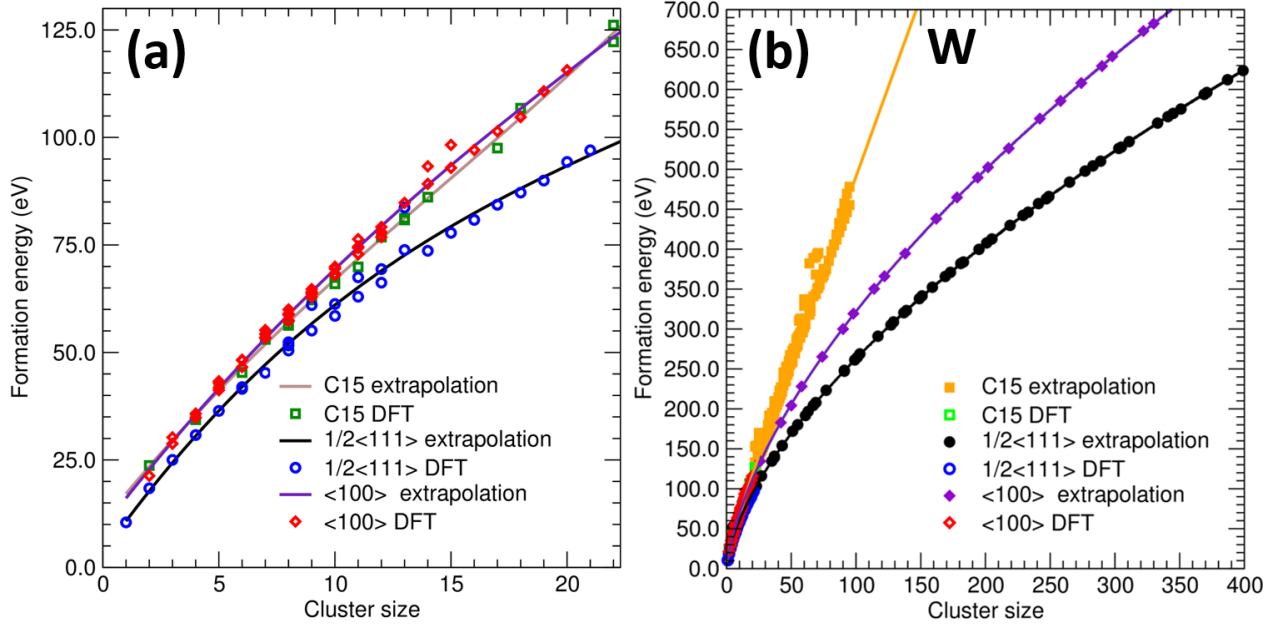 (a)
Formation energy (eV)
125.0
100.0
75.0
50.0
25.0
0.0
C15 extrapolation
C15 DFT
1/2<111> extrapolation
1/2<111> DFT
<100> extrapolation
<100> DFT
0 5 10 15 20
Cluster size
(b) W
Formation energy (eV)
700.0
650.0
600.0
550.0
500.0
450.0
400.0
350.0
300.0
250.0
200.0
150.0
100.0
50.0
0.0
C15 extrapolation
C15 DFT
1/2<111> extrapolation
1/2<111> DFT
<100> extrapolation
<100> DFT
0 50 100 150 200 250 300 350 400
Cluster size